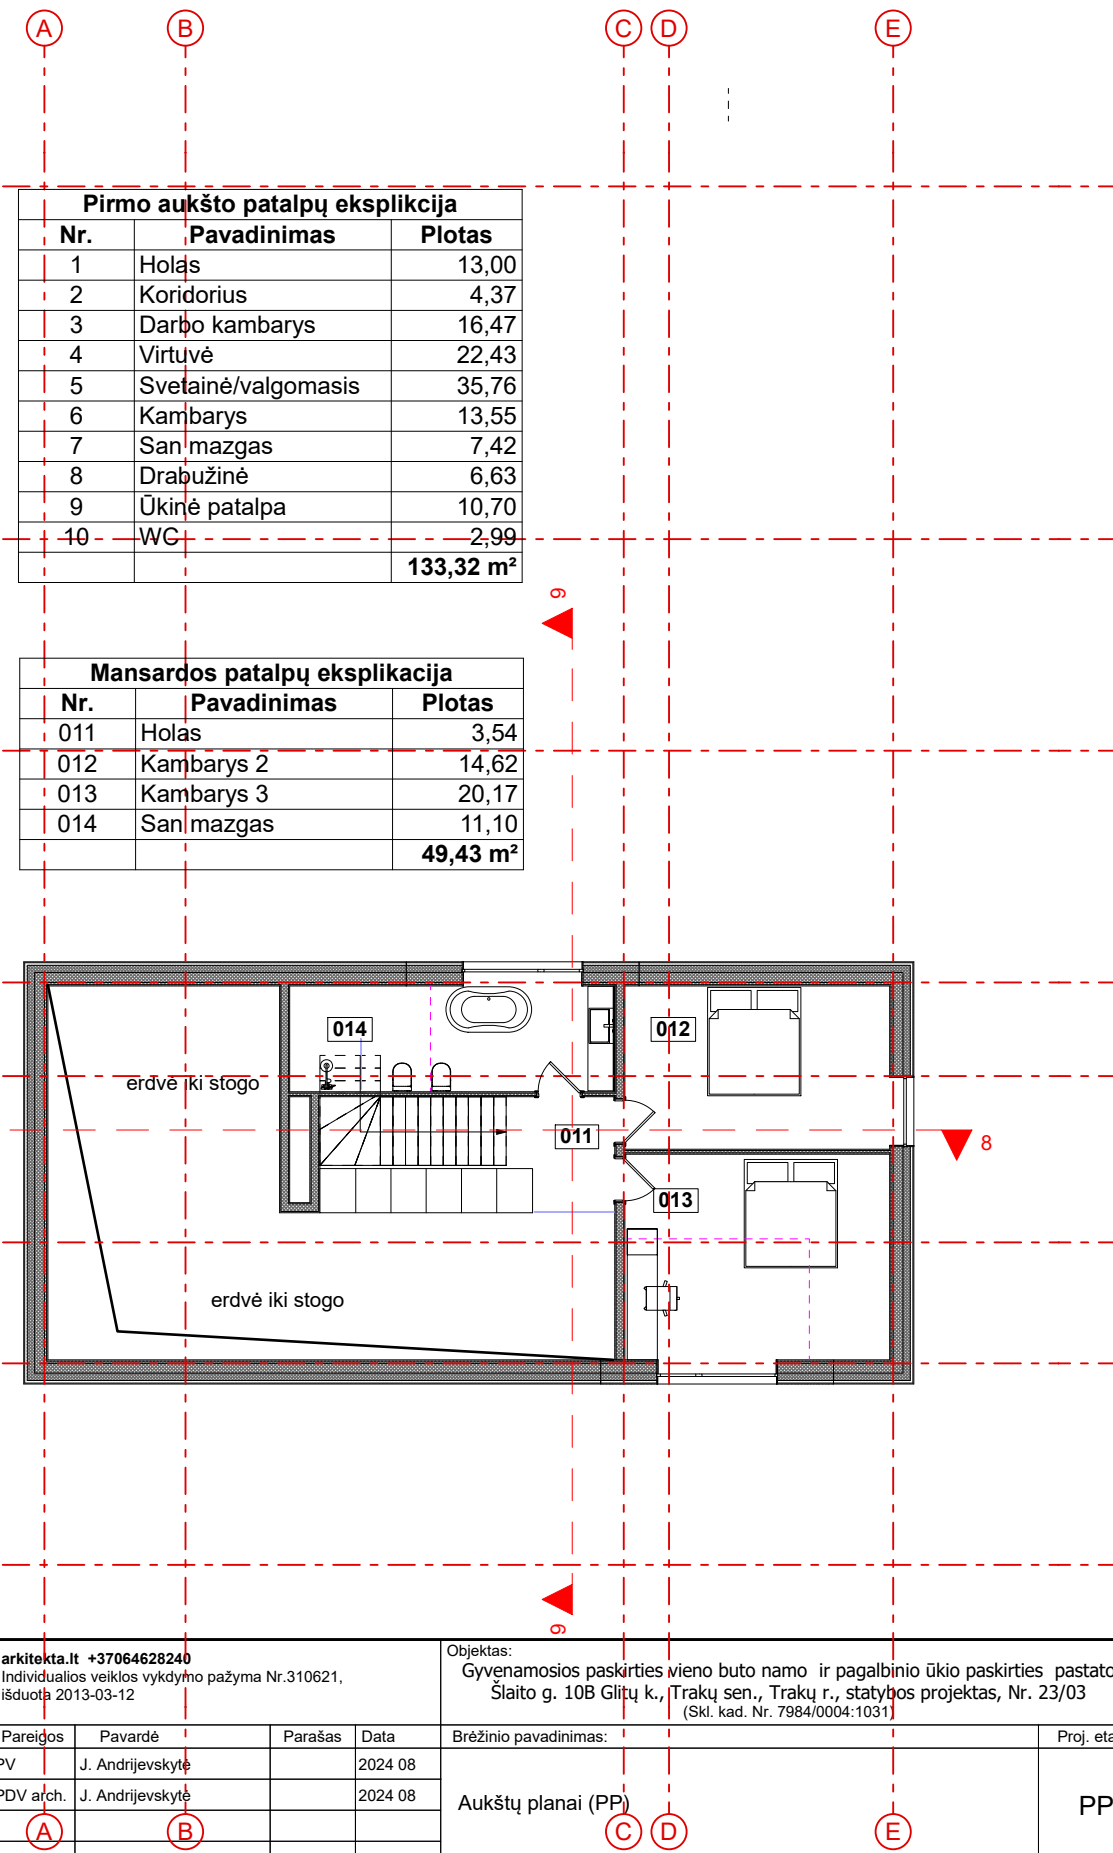 A B C D E
Pirmo aukšto patalpų eksplikcija
Nr. Pavadinimas Plotas
1 Holas 13,00
2 Koridorius 4,37
3 Darbo kambarys 16,47
4 Virtuvė 22,43
5 Svetainė/valgomasis 35,76
6 Kambarys 13,55
7 San mazgas 7,42
8 Drabužinė 6,63
9 Ūkinė patalpa 10,70
10 WC 2,99
133,32 m²
9
Mansardos patalpų eksplikacija
Nr. Pavadinimas Plotas
011 Holas 3,54
012 Kambarys 2 14,62
013 Kambarys 3 20,17
014 San mazgas 11,10
49,43 m²
014 012
erdvė iki stogo
011 8
013
erdvė iki stogo
9
arkitekta.lt +37064628240
Individualios veiklos vykdymo pažyma Nr.310621,
išduota 2013-03-12
Objektas:
Gyvenamosios paskirties vieno buto namo ir pagalbinio ūkio paskirties pastato
Šlaito g. 10B Glitų k., Trakų sen., Trakų r., statybos projektas, Nr. 23/03
(Skl. kad. Nr. 7984/0004:1031)
Pareigos Pavardė Parašas Data Brėžinio pavadinimas: Proj. eta
PV J. Andrijevskytė 2024 08
PDV arch. J. Andrijevskytė 2024 08
Aukštų planai (PP) PP
A B C D E